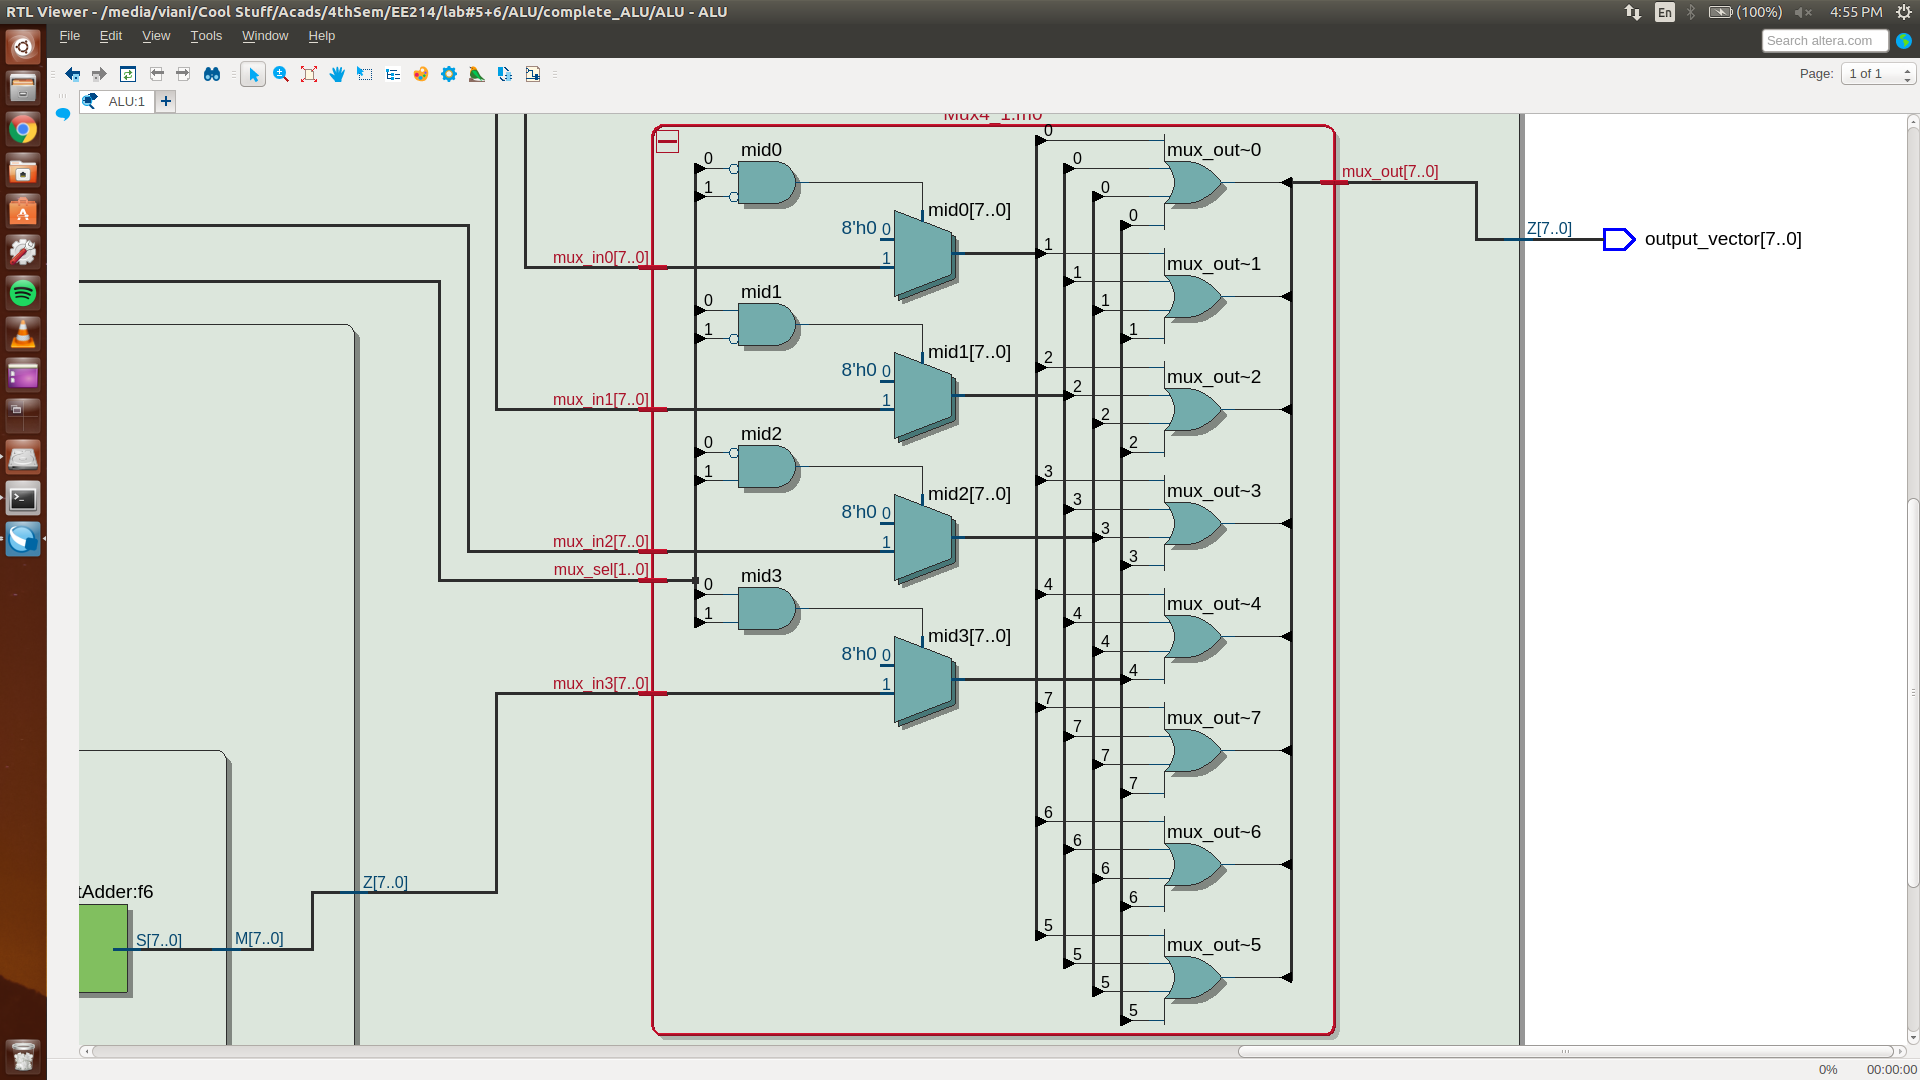 RTL Viewer - /media/viani/Cool Stuff/Acads/4thSem/EE214/lab#5+6/ALU/complete_ALU/ALU - ALU
En (100%) 4:55 PM
File Edit View Tools Window Help
Search altera.com
Page: 1 of 1
ALU:1
Mux4_1:m0
mid0
0
1
mux_in0[7..0]
8'h0 0
1
mid0[7..0]
mid1
0
1
mux_in1[7..0]
8'h0 0
1
mid1[7..0]
mid2
0
1
mux_in2[7..0]
8'h0 0
1
mid2[7..0]
mux_sel[1..0]
mid3
0
1
mux_in3[7..0]
8'h0 0
1
mid3[7..0]
0
0
0
0
mux_out~0
1
1
1
1
mux_out~1
2
2
2
2
mux_out~2
3
3
3
3
mux_out~3
4
4
4
4
mux_out~4
7
7
7
7
mux_out~7
6
6
6
6
mux_out~6
5
5
5
5
mux_out~5
mux_out[7..0]
Z[7..0]
output_vector[7..0]
Z[7..0]
tAdder:f6
S[7..0]
M[7..0]
0% 00:00:00